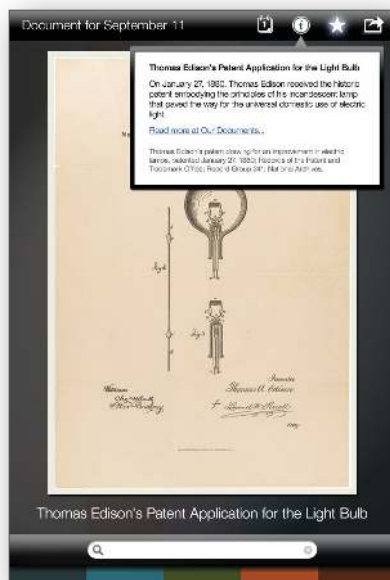 Document for September 11
1
Thomas Edison's Patent Application for the Light Bulb
On January 27, 1880, Thomas Edison received the historic
patent embodying the principles of his incandescent lamp
that paved the way for the universal domestic use of electric
light.
Read more at Our Documents...
Thomas Edison's patent drawing for an improvement in electric
lamps, patented January 27, 1880; Records of the Patent and
Trademark Office; Record Group 241; National Archives.
Inventor
Thomas A. Edison
Thomas Edison's Patent Application for the Light Bulb